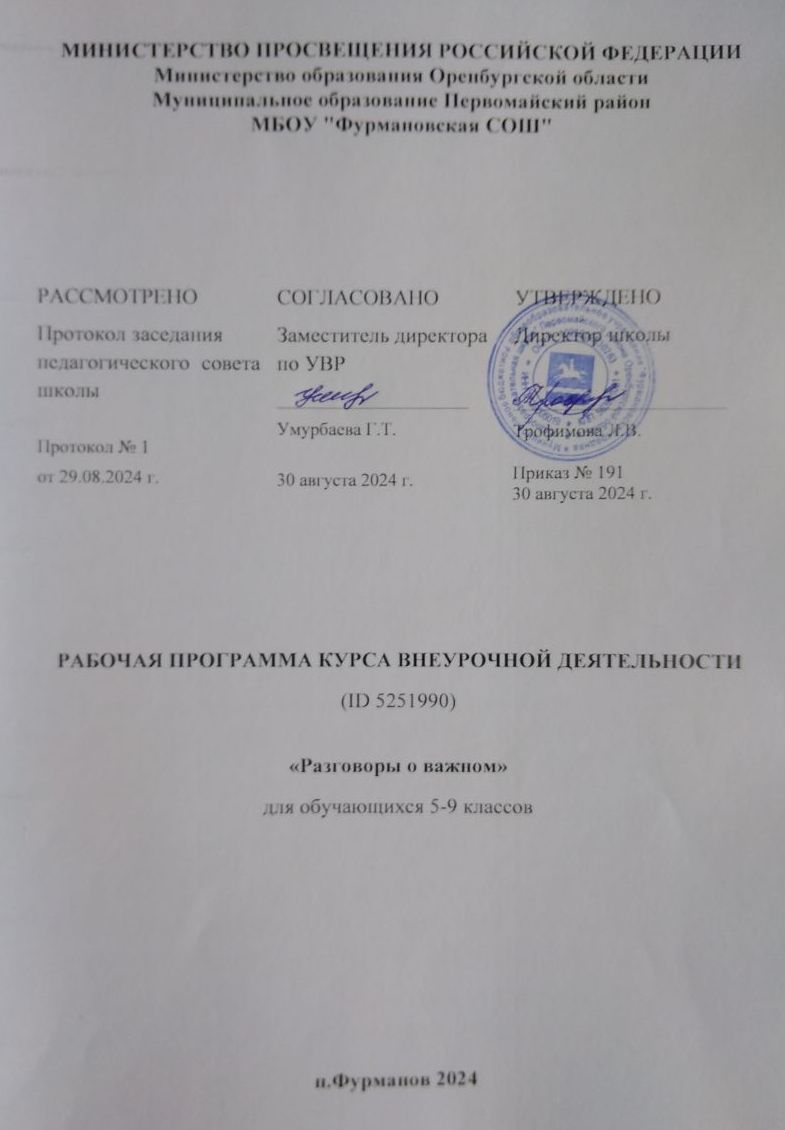 МИНИСТЕРСТВО ПРОСВЕЩЕНИЯ РОССИЙСКОЙ ФЕДЕРАЦИИ
Министерство образования Оренбургской области
Муниципальное образование Первомайский район
МБОУ "Фурмановская СОШ"
РАССМОТРЕНО
Протокол заседания
педагогического совета
школы
Протокол № 1
от 29.08.2024 г.
СОГЛАСОВАНО
Заместитель директора
по УВР
Умурбаева Г.Т.
30 августа 2024 г.
УТВЕРЖДЕНО
Директор школы
Трофимова Л.В.
Приказ № 191
30 августа 2024 г.
РАБОЧАЯ ПРОГРАММА КУРСА ВНЕУРОЧНОЙ ДЕЯТЕЛЬНОСТИ
(ID 5251990)
«Разговоры о важном»
для обучающихся 5-9 классов
п.Фурманов 2024